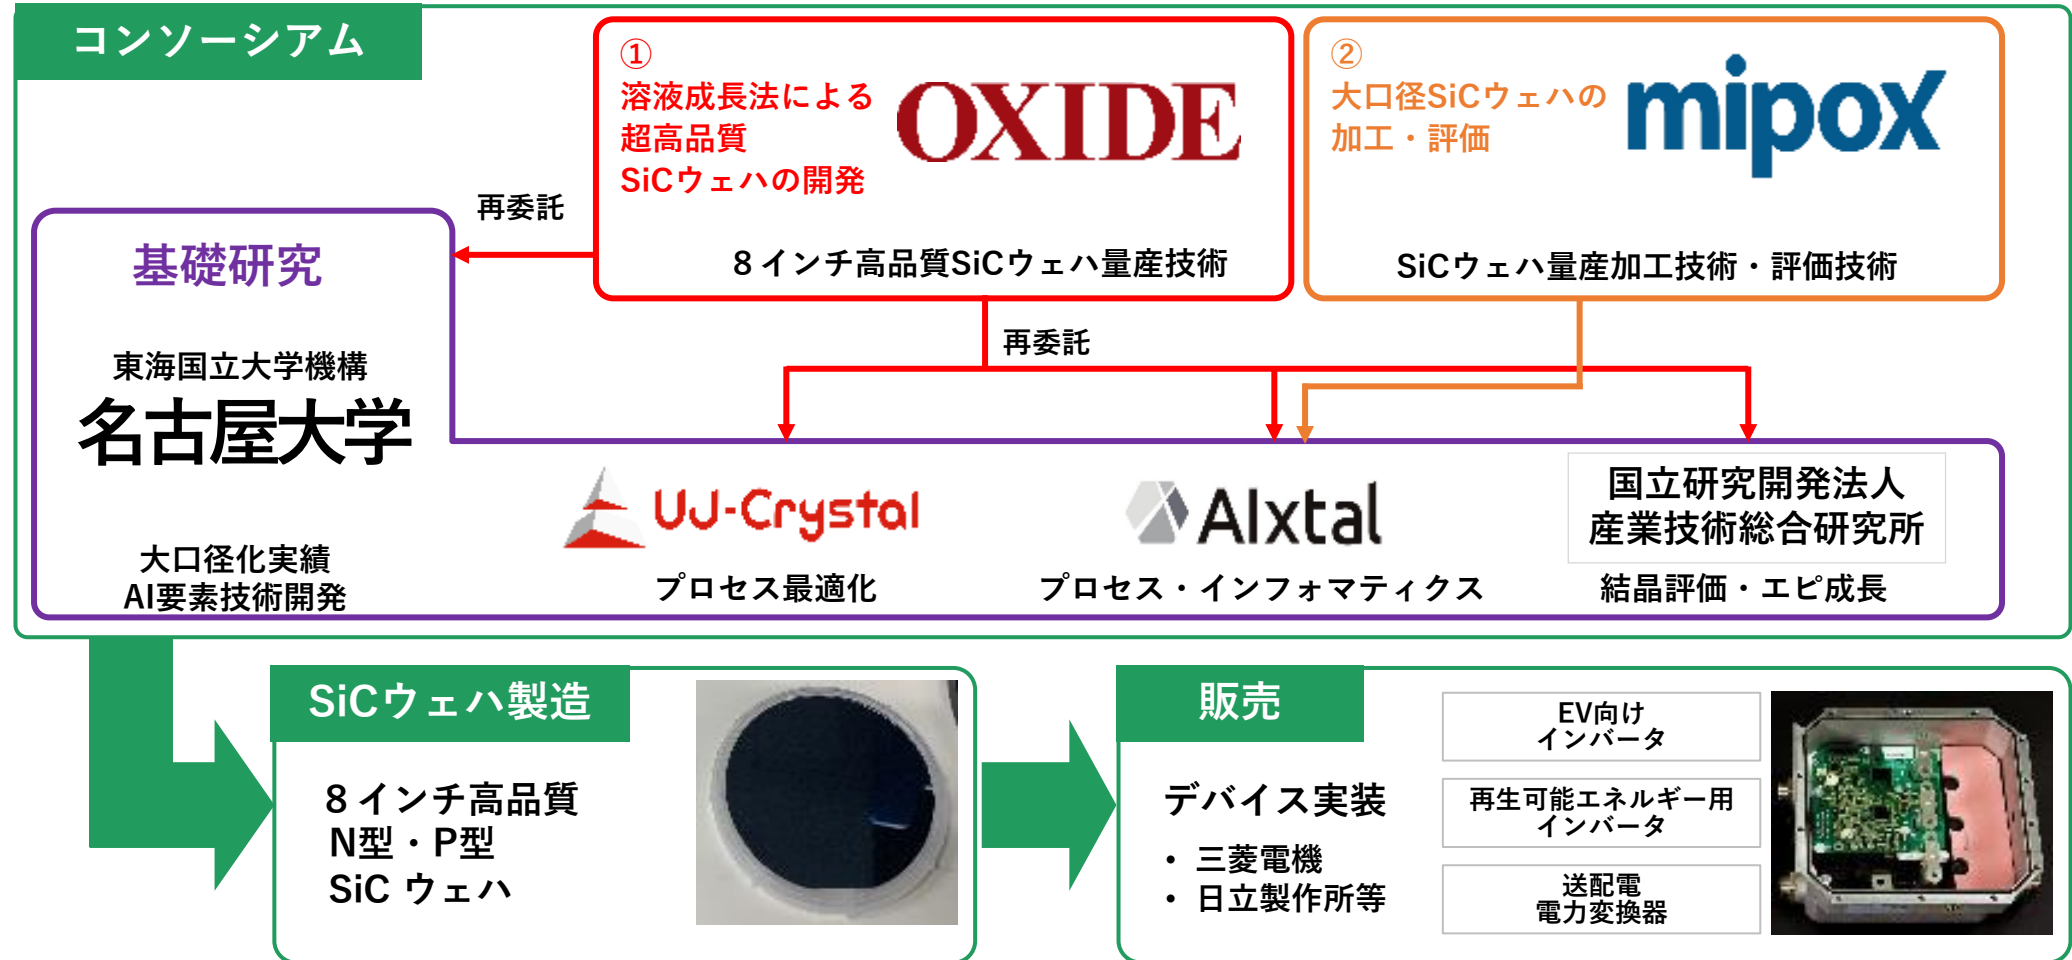 コンソーシアム
①
溶液成長法による
超高品質
SiCウェハの開発
OXIDE
８インチ高品質SiCウェハ量産技術
②
大口径SiCウェハの
加工・評価
mipox
SiCウェハ量産加工技術・評価技術
再委託
再委託
基礎研究
東海国立大学機構
名古屋大学
大口径化実績
AI要素技術開発
UJ-Crystal
プロセス最適化
AIxtal
プロセス・インフォマティクス
国立研究開発法人
産業技術総合研究所
結晶評価・エピ成長
SiCウェハ製造
８インチ高品質
N型・P型
SiC ウェハ
販売
デバイス実装
・ 三菱電機
・ 日立製作所等
EV向け
インバータ
再生可能エネルギー用
インバータ
送配電
電力変換器